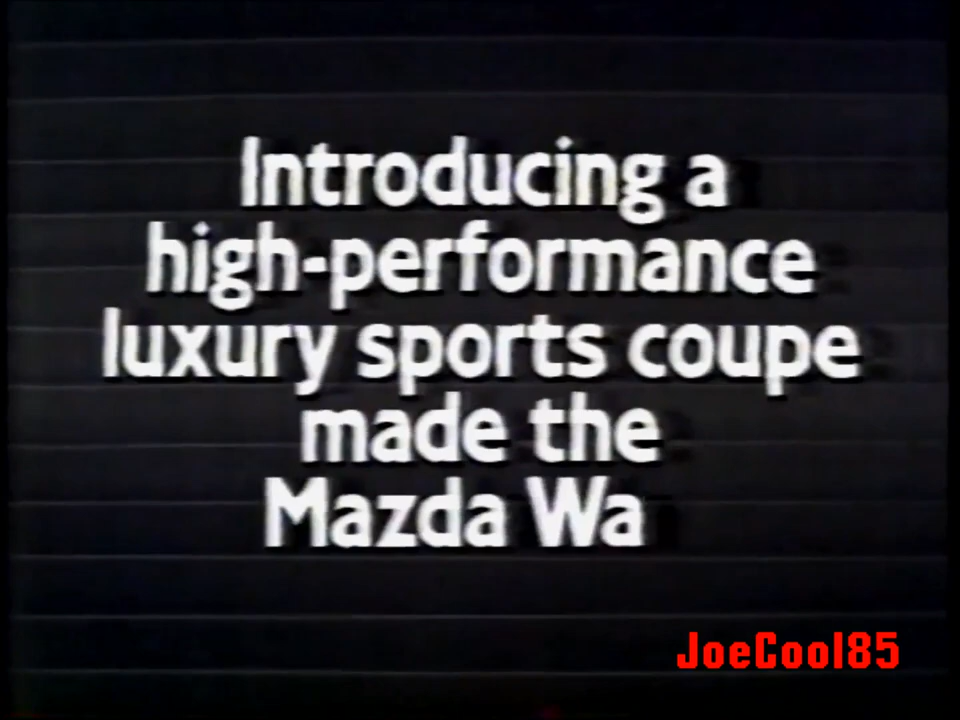 Introducing a
high-performance
luxury sports coupe
made the
Mazda Wa
JoeCool85